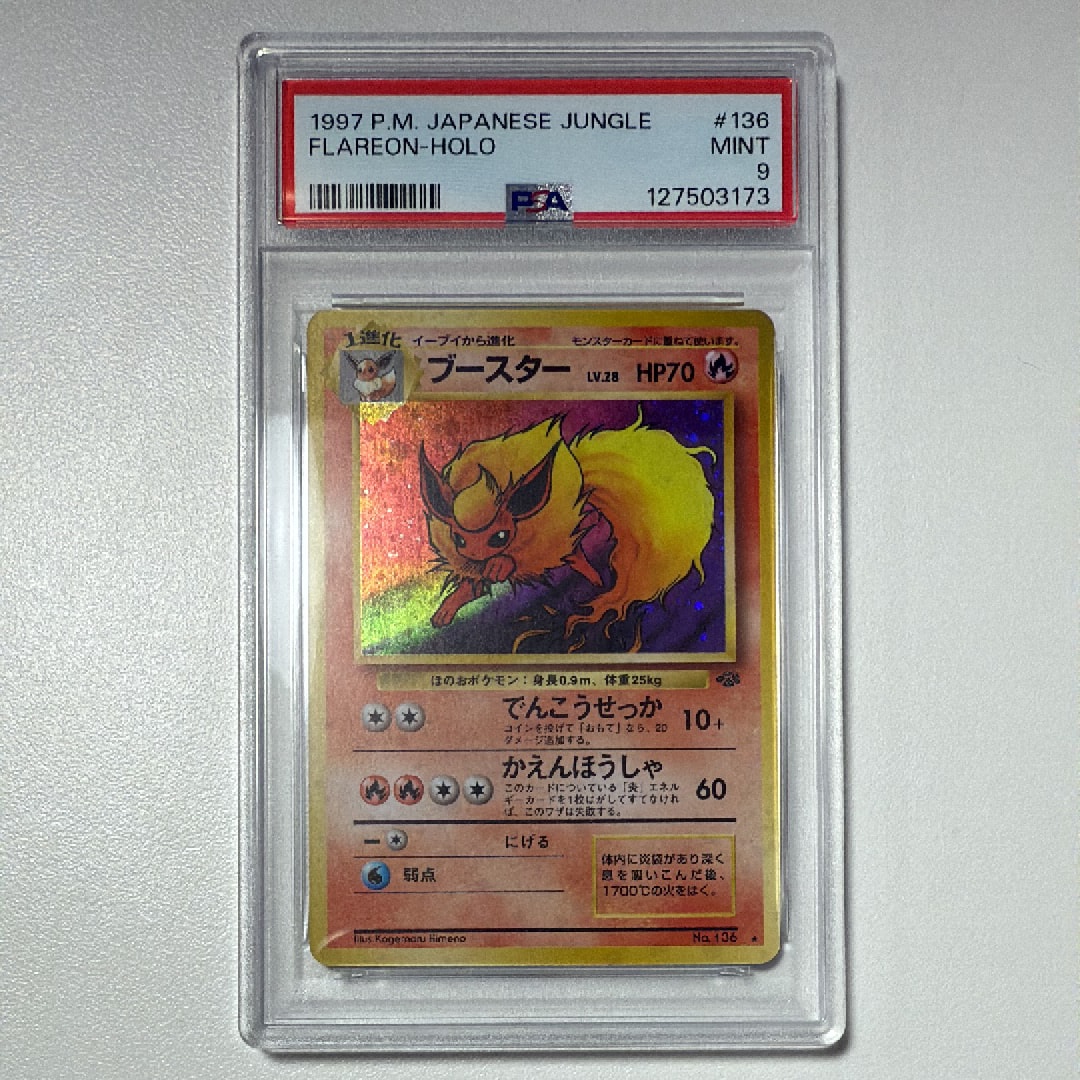 1997 P.M. JAPANESE JUNGLE #136
FLAREON-HOLO MINT
9
PSA 127503173
1進化 イーブイから進化 モンスターカードに重ねて使います。
ブースター LV.28 HP70
ほのおポケモン：身長0.9m、体重25kg
でんこうせっか 10+
コインを投げて「おもて」なら、20
ダメージ追加する。
かえんほうしゃ 60
このカードについている「炎」エネル
ギーカードを1枚はがしてすてなけれ
ば、このワザは失敗する。
にげる
弱点
体内に炎袋があり深く
息を吸いこんだ後、
1700℃の火をはく。
Illus.Kagemaru Himeno No.136